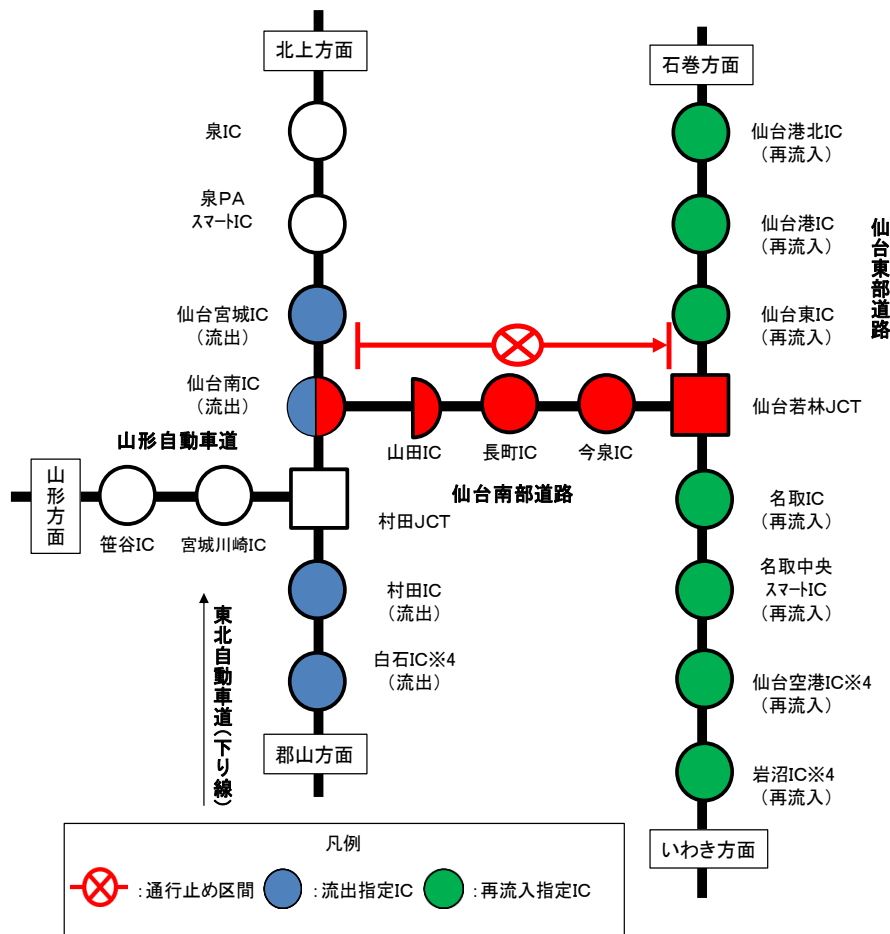 北上方面
石巻方面
泉IC
仙台港北IC
(再流入)
泉PA
スマートIC
仙台港IC
(再流入)
仙台東部道路
仙台宮城IC
(流出)
仙台東IC
(再流入)
仙台南IC
(流出)
仙台若林JCT
山形自動車道
山田IC
長町IC
今泉IC
山形方面
仙台南部道路
笹谷IC
宮城川崎IC
村田JCT
名取IC
(再流入)
名取中央
スマートIC
(再流入)
村田IC
(流出)
東北自動車道(下り線)
白石IC※4
(流出)
仙台空港IC※4
(再流入)
郡山方面
岩沼IC※4
(再流入)
いわき方面
凡例
:通行止め区間
:流出指定IC
:再流入指定IC